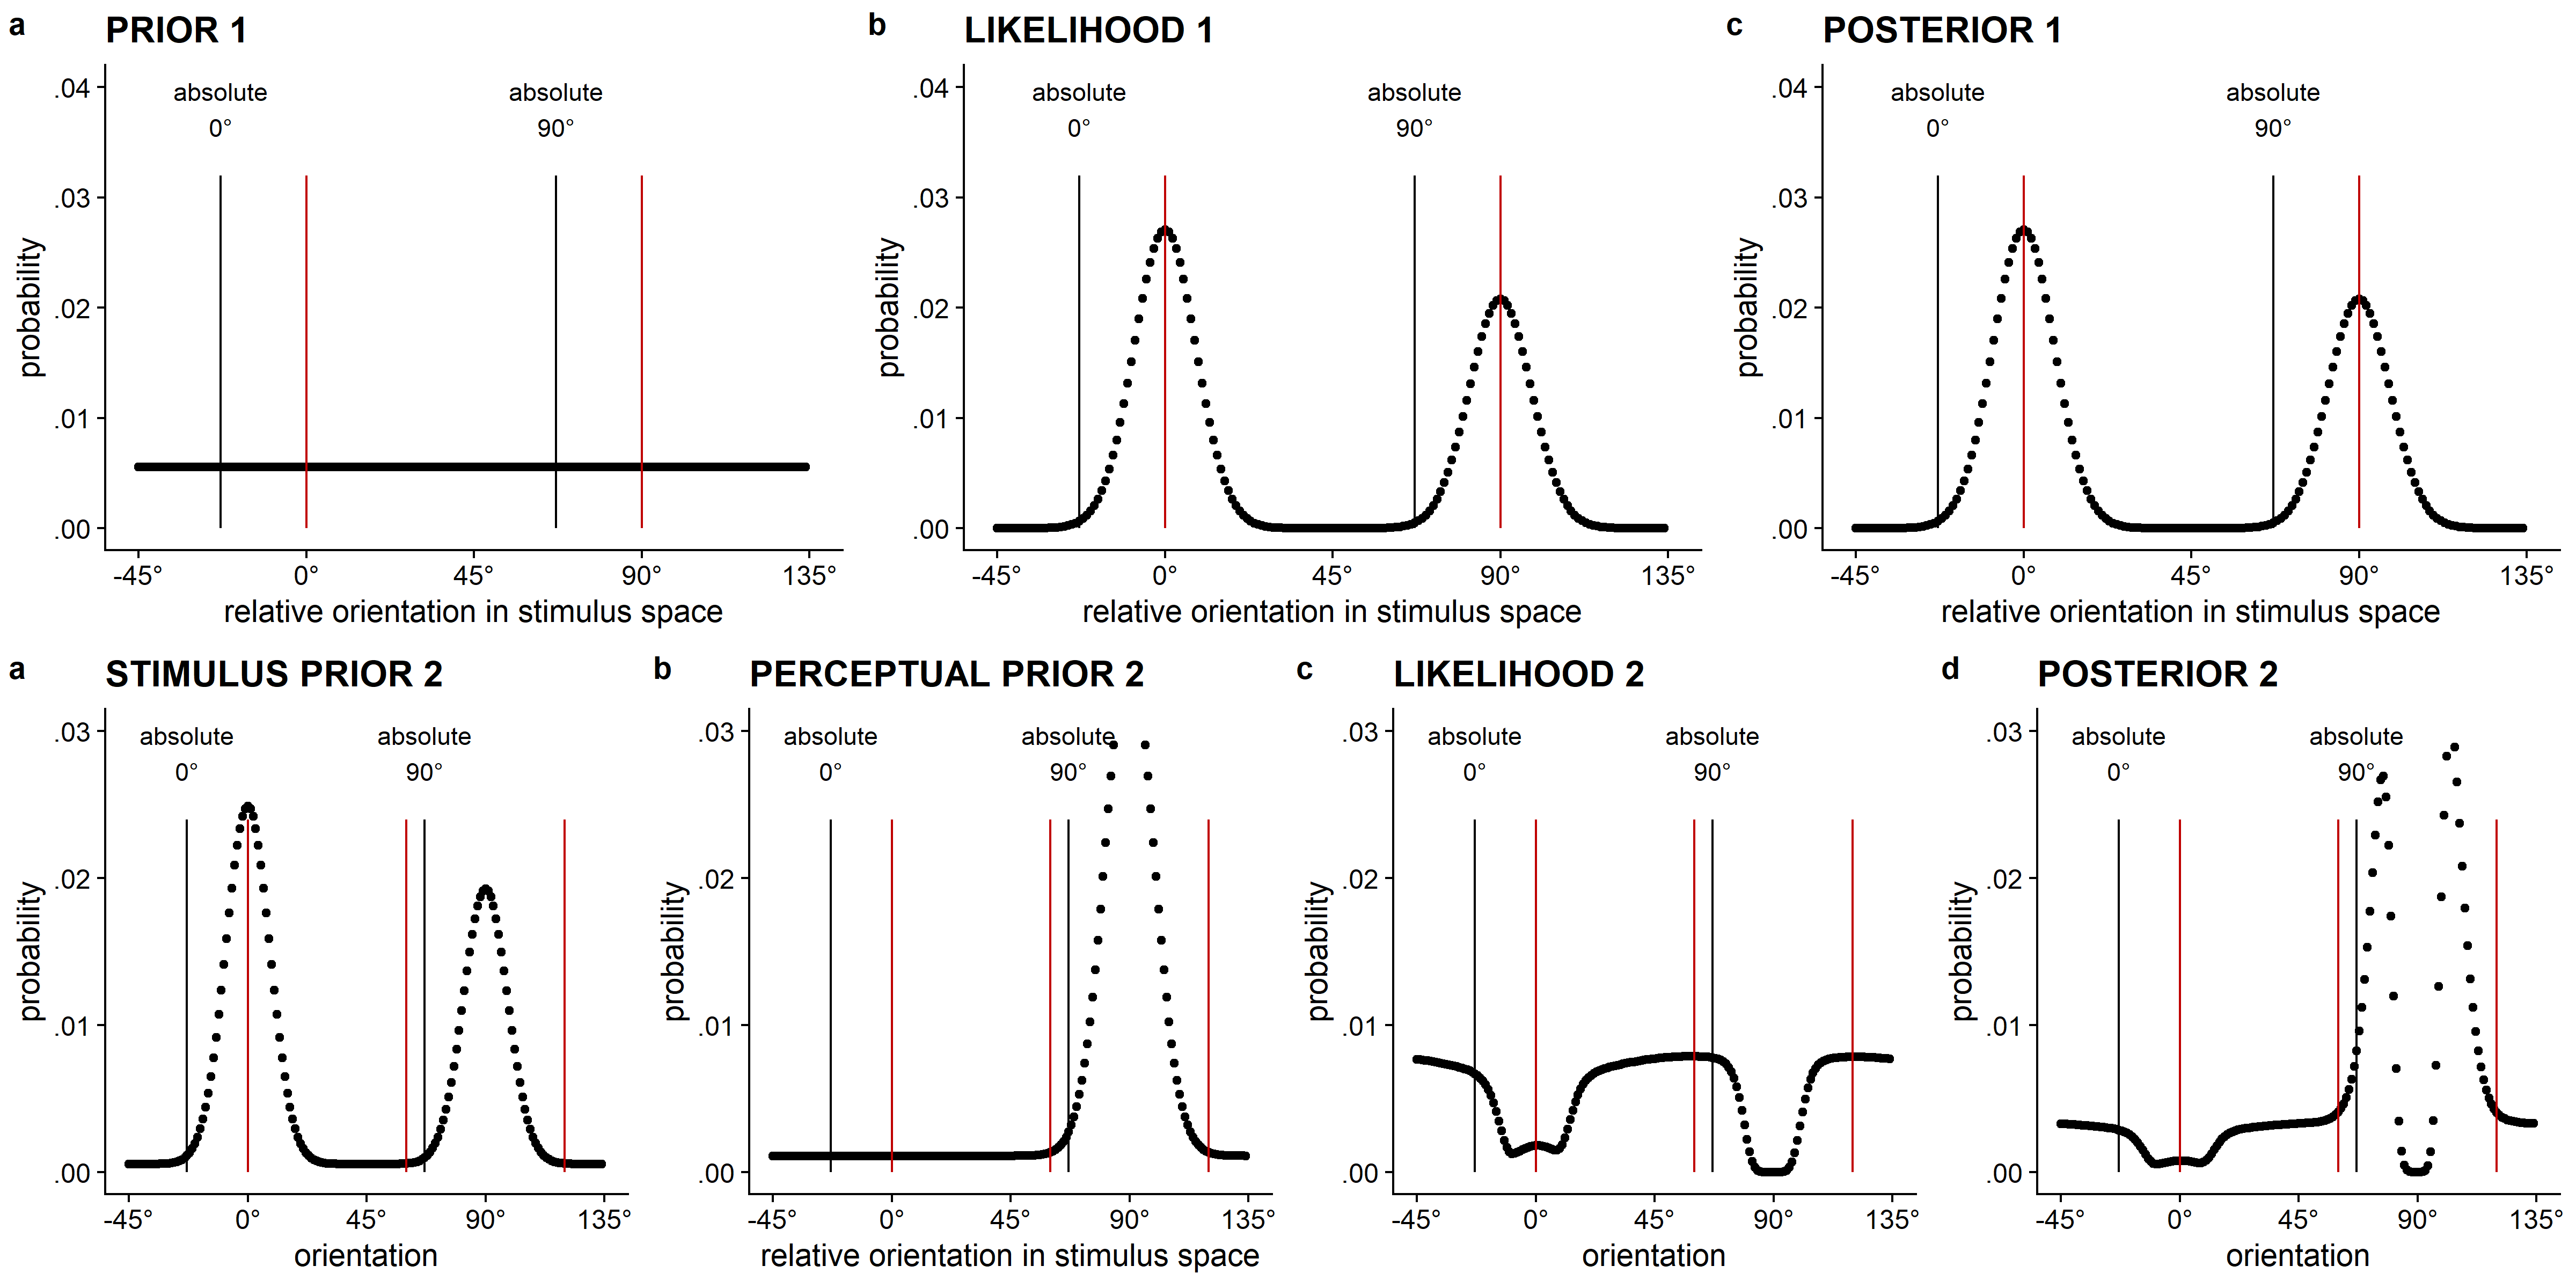 a PRIOR 1
absolute 0°
absolute 90°
.04
.03
.02
.01
.00
probability
-45° 0° 45° 90° 135°
relative orientation in stimulus space
b LIKELIHOOD 1
absolute 0°
absolute 90°
.04
.03
.02
.01
.00
probability
-45° 0° 45° 90° 135°
relative orientation in stimulus space
c POSTERIOR 1
absolute 0°
absolute 90°
.04
.03
.02
.01
.00
probability
-45° 0° 45° 90° 135°
relative orientation in stimulus space
a STIMULUS PRIOR 2
absolute 0°
absolute 90°
.03
.02
.01
.00
probability
-45° 0° 45° 90° 135°
orientation
b PERCEPTUAL PRIOR 2
absolute 0°
absolute 90°
.03
.02
.01
.00
probability
-45° 0° 45° 90° 135°
relative orientation in stimulus space
c LIKELIHOOD 2
absolute 0°
absolute 90°
.03
.02
.01
.00
probability
-45° 0° 45° 90° 135°
orientation
d POSTERIOR 2
absolute 0°
absolute 90°
.03
.02
.01
.00
probability
-45° 0° 45° 90° 135°
orientation